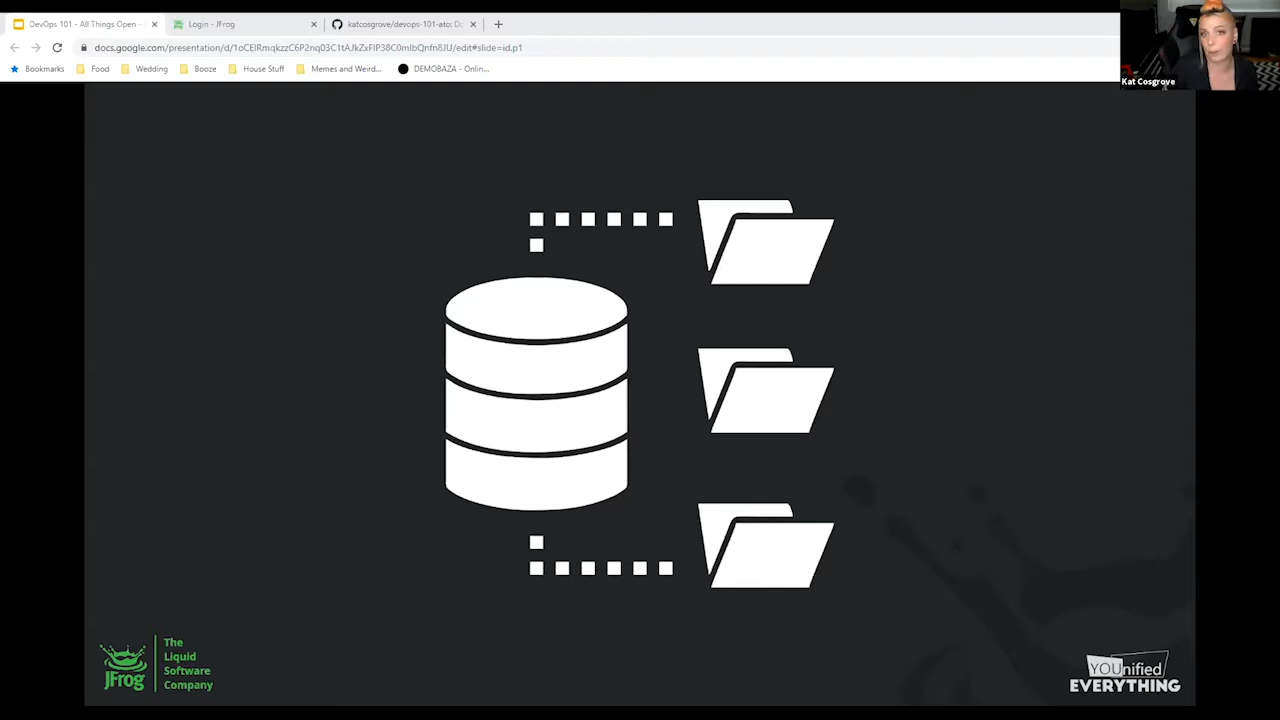 DevOps 101 - All Things Open -
Login - JFrog
katcosgrove/devops-101-ato: Do
docs.google.com/presentation/d/1oCElRmqkzzC6P2nq03C1tAJkZxFlP38C0mIbQnfn8JU/edit#slide=id.p1
Bookmarks
Food
Wedding
Booze
House Stuff
Memes and Weird...
DEMOBAZA - Onlin...
Kat Cosgrove
JFrog
The
Liquid
Software
Company
YOUnified
EVERYTHING